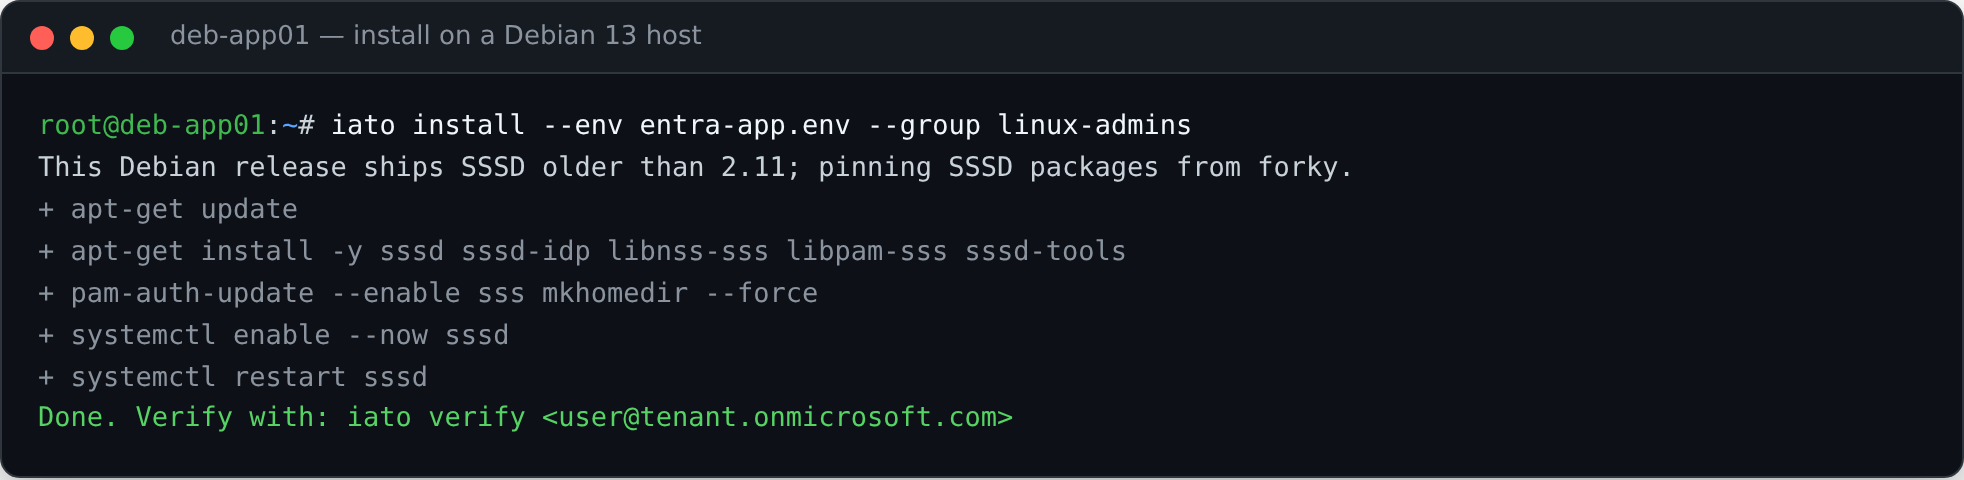 deb-app01 — install on a Debian 13 host
root@deb-app01:~# iato install --env entra-app.env --group linux-admins
This Debian release ships SSSD older than 2.11; pinning SSSD packages from forky.
+ apt-get update
+ apt-get install -y sssd sssd-idp libnss-sss libpam-sss sssd-tools
+ pam-auth-update --enable sss mkhomedir --force
+ systemctl enable --now sssd
+ systemctl restart sssd
Done. Verify with: iato verify <user@tenant.onmicrosoft.com>